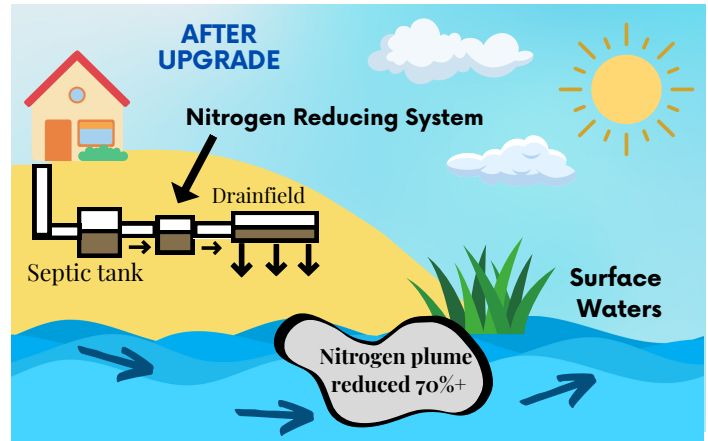 AFTER
UPGRADE
Nitrogen Reducing System
Drainfield
Septic tank
Surface
Waters
Nitrogen plume
reduced 70%+